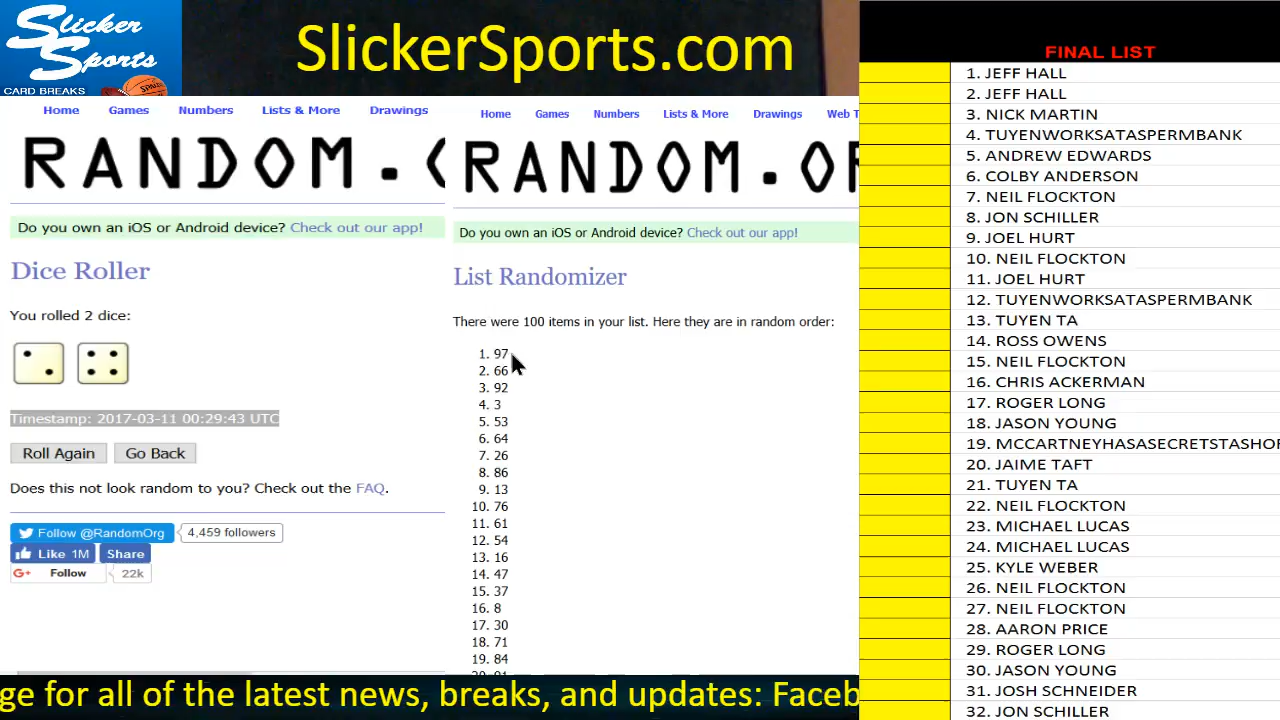 Slicker
Sports
CARD BREAKS
SlickerSports.com
Home Games Numbers Lists & More Drawings
RANDOM.
Do you own an iOS or Android device? Check out our app!
Dice Roller
You rolled 2 dice:
Timestamp: 2017-03-11 00:29:43 UTC
Roll Again Go Back
Does this not look random to you? Check out the FAQ.
Follow @RandomOrg 4,459 followers
Like 1M Share
G+ Follow 22k
Home Games Numbers Lists & More Drawings Web T
RANDOM.OR
Do you own an iOS or Android device? Check out our app!
List Randomizer
There were 100 items in your list. Here they are in random order:
1. 97
2. 66
3. 92
4. 3
5. 53
6. 64
7. 26
8. 86
9. 13
10. 76
11. 61
12. 54
13. 16
14. 47
15. 37
16. 8
17. 30
18. 71
19. 84
FINAL LIST
1. JEFF HALL
2. JEFF HALL
3. NICK MARTIN
4. TUYENWORKSATASPERMBANK
5. ANDREW EDWARDS
6. COLBY ANDERSON
7. NEIL FLOCKTON
8. JON SCHILLER
9. JOEL HURT
10. NEIL FLOCKTON
11. JOEL HURT
12. TUYENWORKSATASPERMBANK
13. TUYEN TA
14. ROSS OWENS
15. NEIL FLOCKTON
16. CHRIS ACKERMAN
17. ROGER LONG
18. JASON YOUNG
19. MCCARTNEYHASASECRETSTASHOF
20. JAIME TAFT
21. TUYEN TA
22. NEIL FLOCKTON
23. MICHAEL LUCAS
24. MICHAEL LUCAS
25. KYLE WEBER
26. NEIL FLOCKTON
27. NEIL FLOCKTON
28. AARON PRICE
29. ROGER LONG
30. JASON YOUNG
31. JOSH SCHNEIDER
32. JON SCHILLER
ge for all of the latest news, breaks, and updates: Faceb